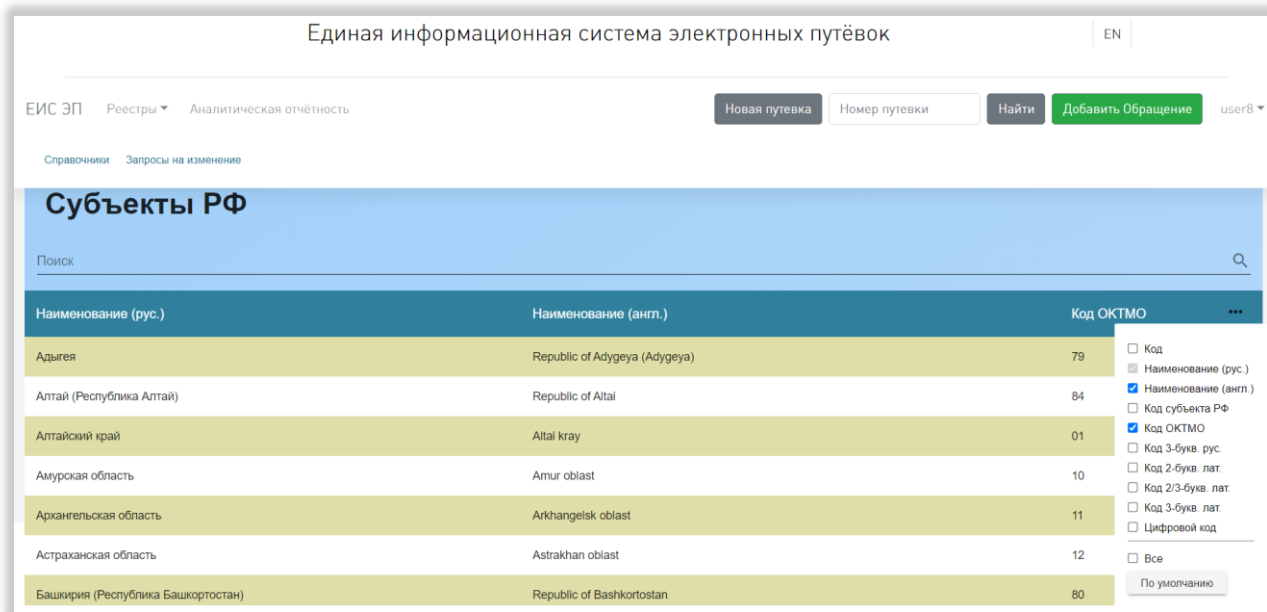 Единая информационная система электронных путёвок
EN
ЕИС ЭП Реестры Аналитическая отчётность Новая путевка Номер путевки Найти Добавить Обращение user8
Справочники Запросы на изменение
Субъекты РФ
Поиск
Наименование (рус.) Наименование (англ.) Код ОКТМО •••
Адыгея Republic of Adygeya (Adygeya) 79
Алтай (Республика Алтай) Republic of Altai 84
Алтайский край Altai kray 01
Амурская область Amur oblast 10
Архангельская область Arkhangelsk oblast 11
Астраханская область Astrakhan oblast 12
Башкирия (Республика Башкортостан) Republic of Bashkortostan 80
Код
Наименование (рус.)
Наименование (англ.)
Код субъекта РФ
Код ОКТМО
Код 3-букв. рус.
Код 2-букв. лат.
Код 2/3-букв. лат.
Код 3-букв. лат.
Цифровой код
Все
По умолчанию